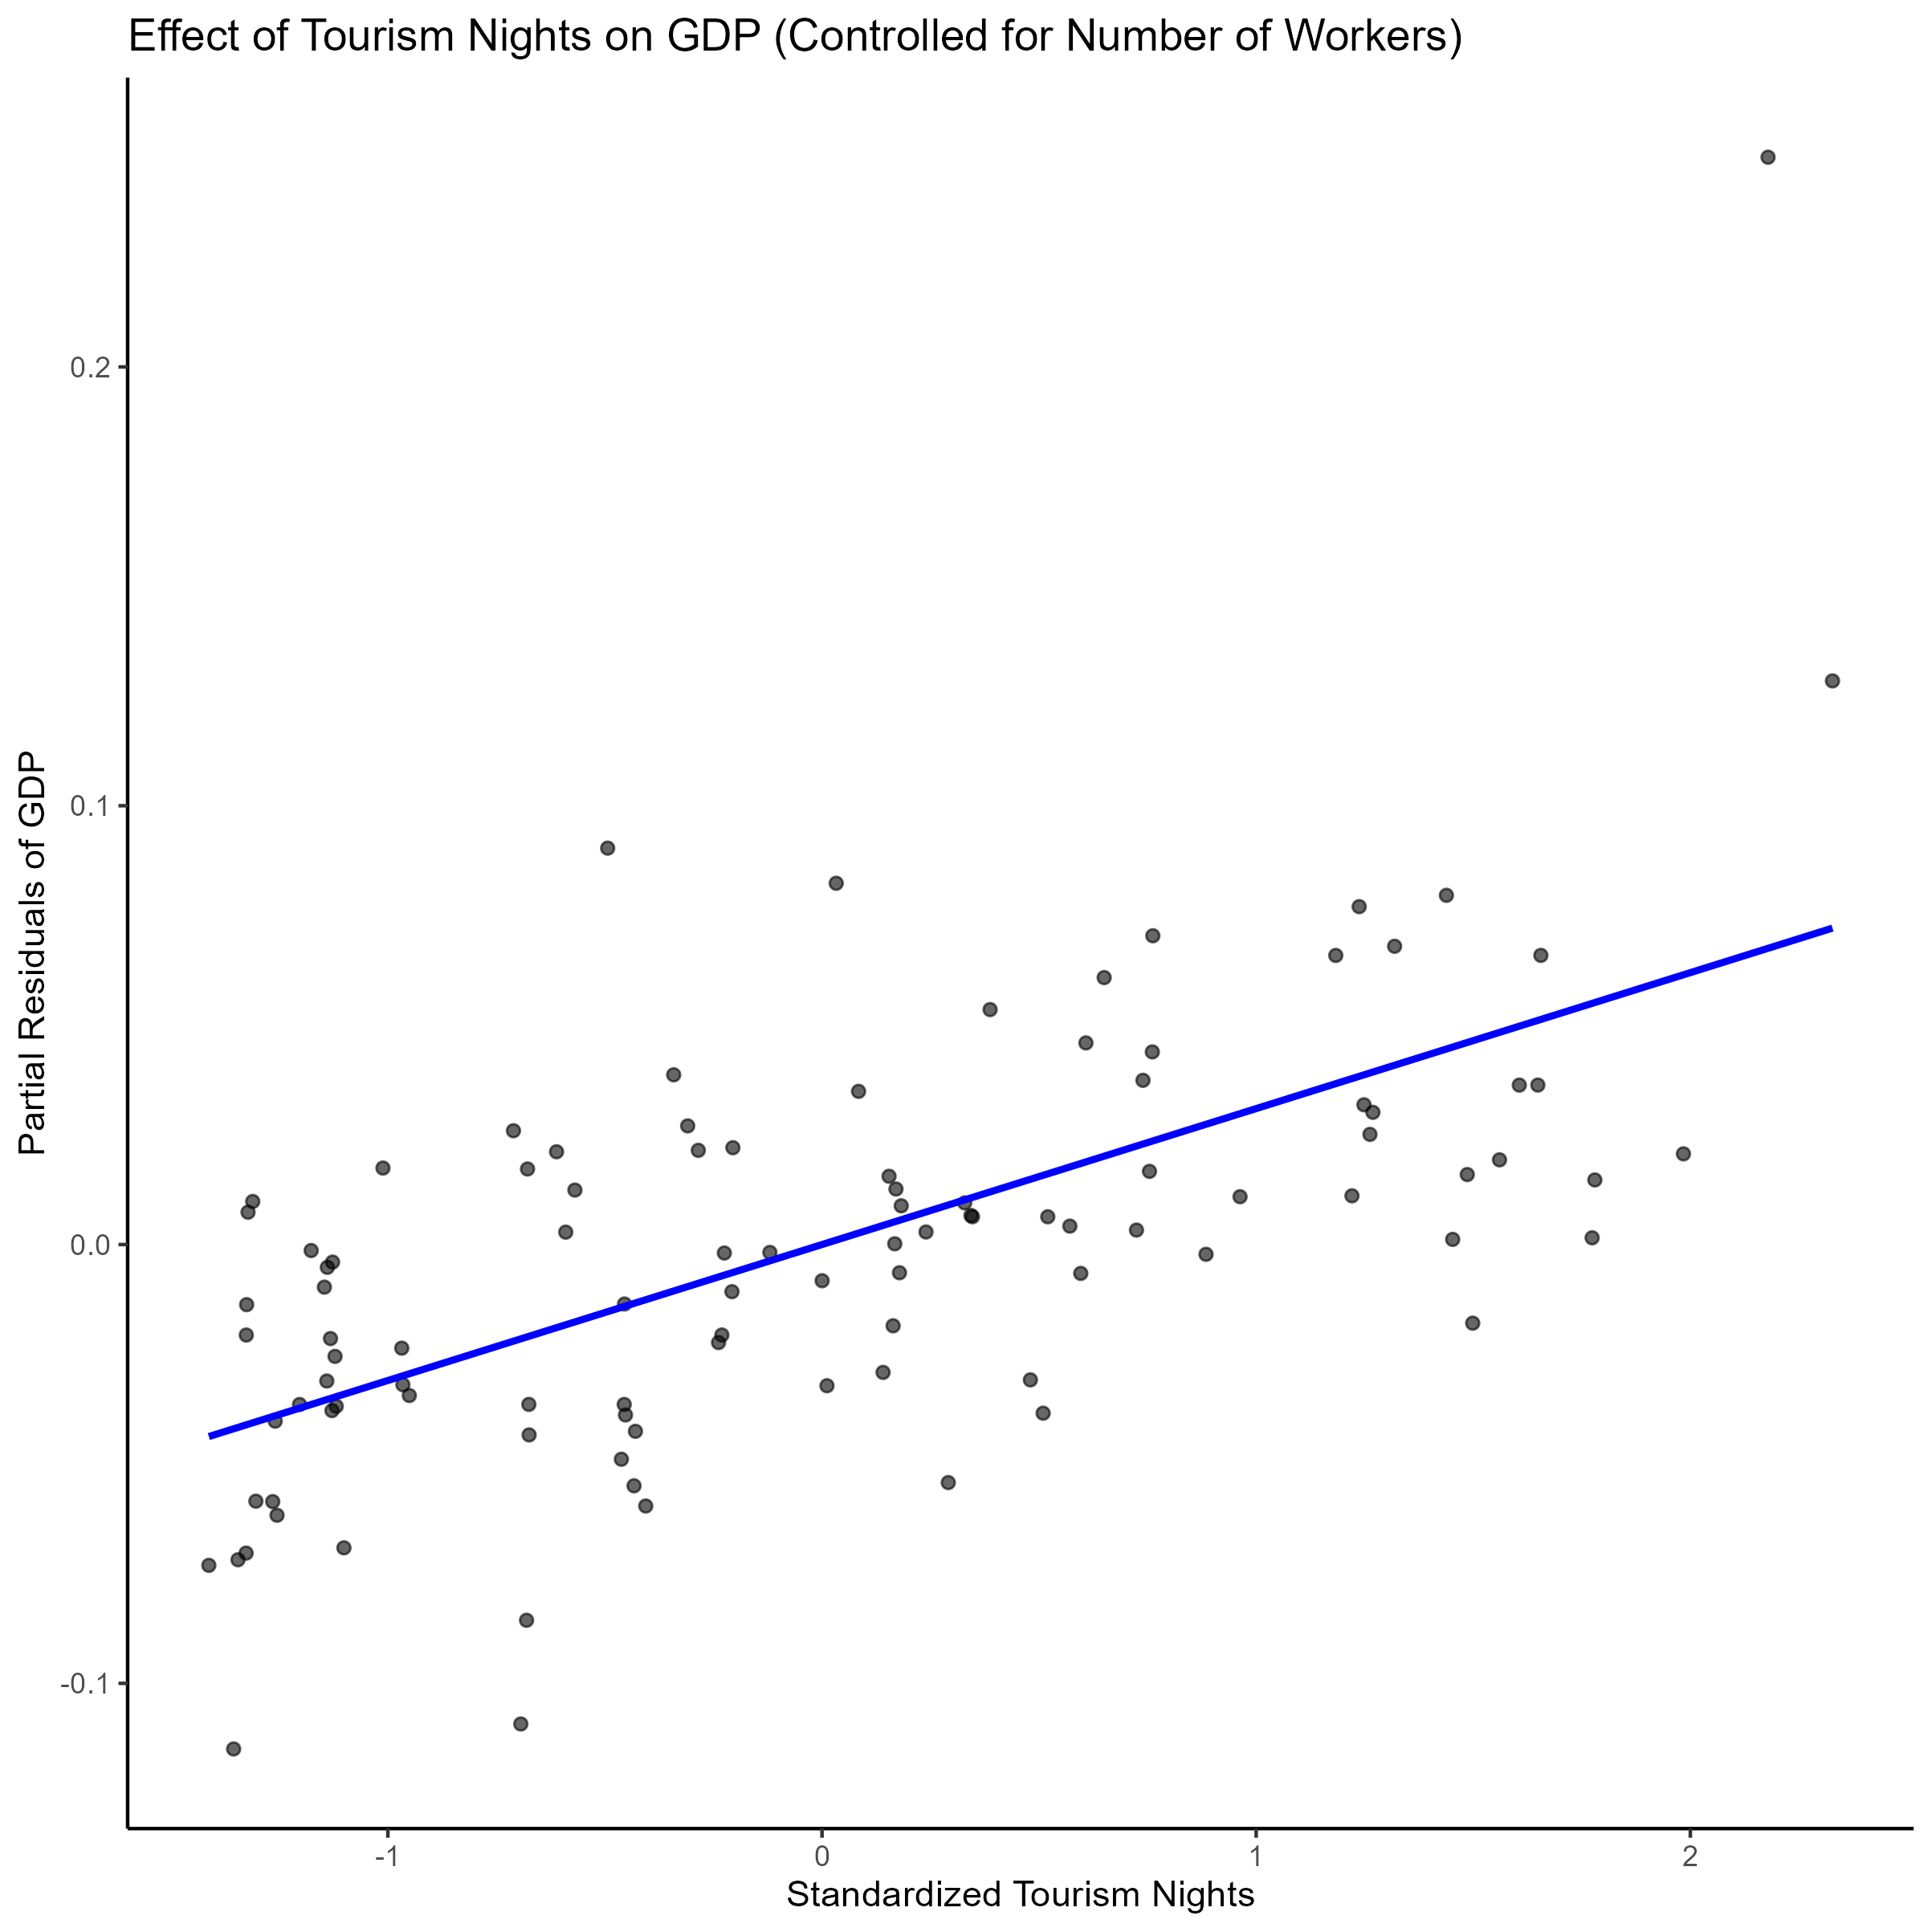 Effect of Tourism Nights on GDP (Controlled for Number of Workers)
Partial Residuals of GDP
0.2
0.1
0.0
-0.1
-1 0 1 2
Standardized Tourism Nights